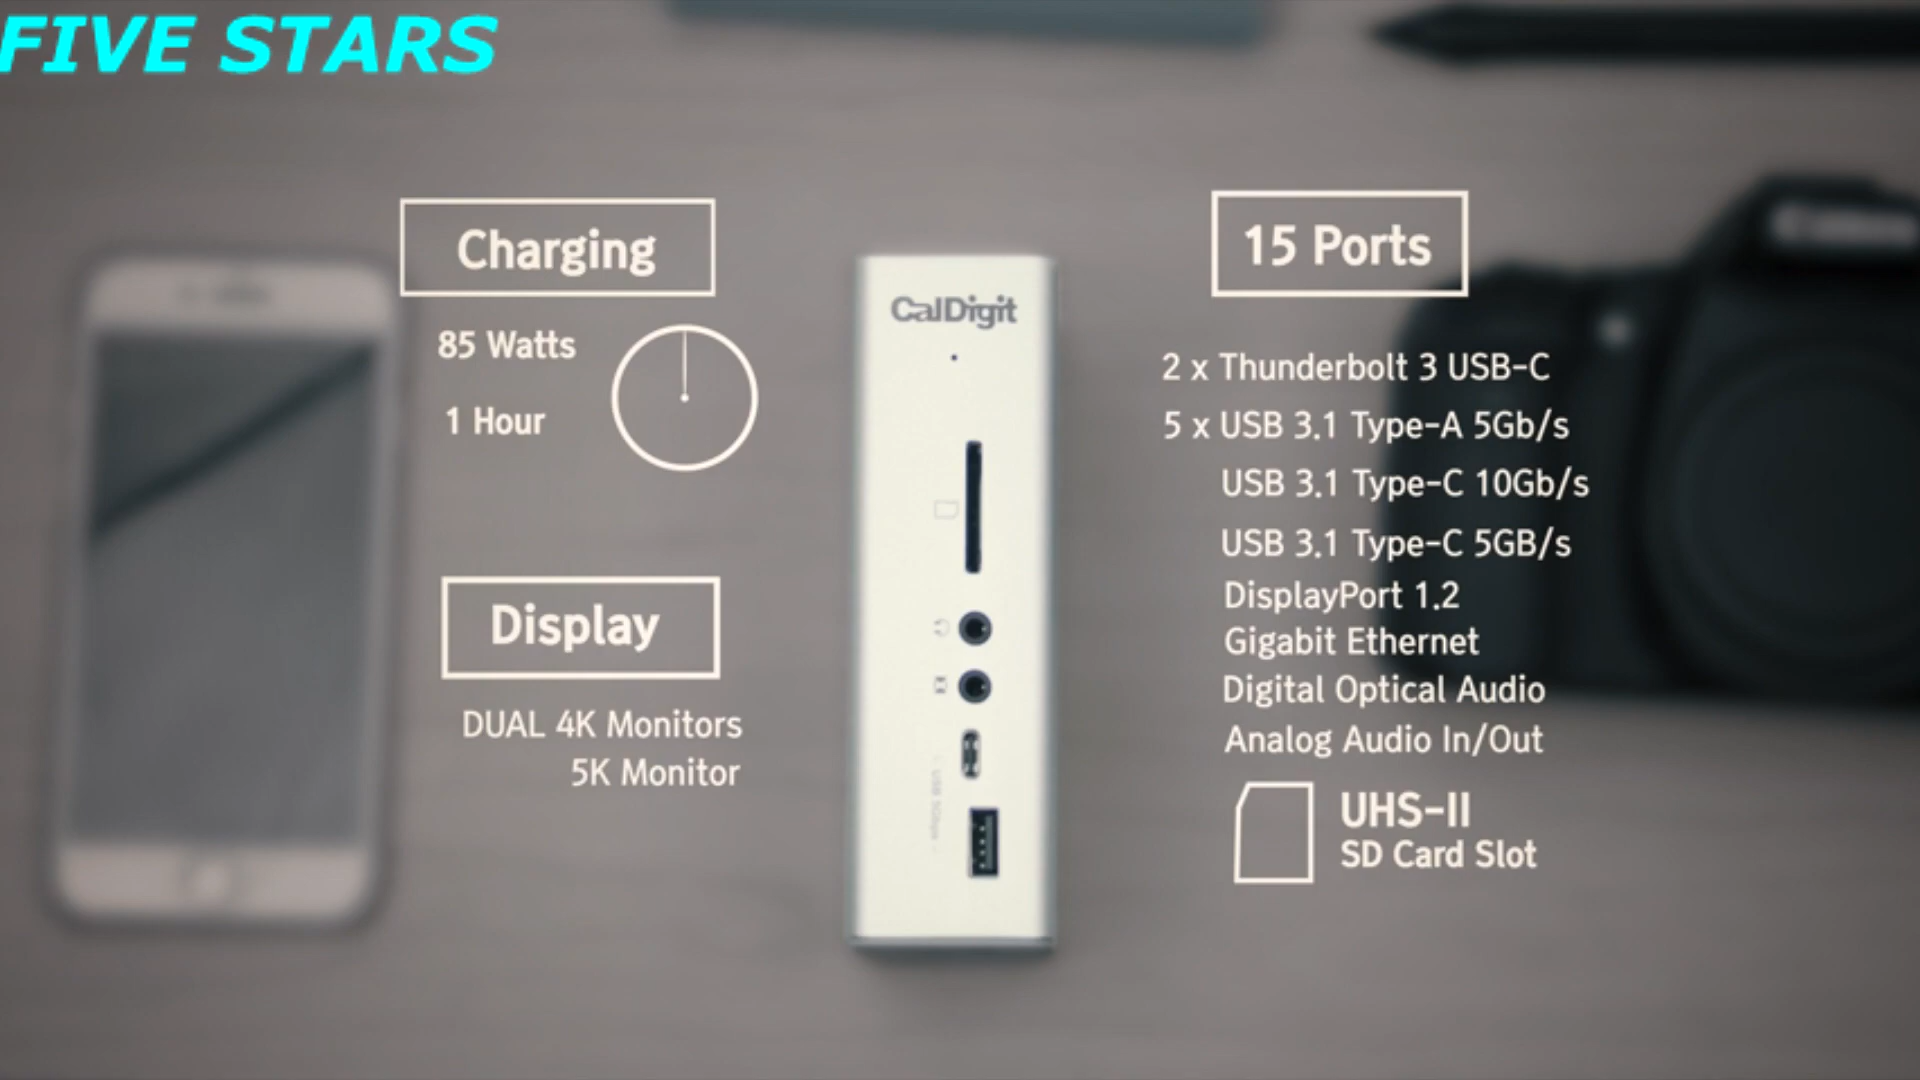 FIVE STARS
Charging
85 Watts
1 Hour
Display
DUAL 4K Monitors
5K Monitor
CalDigit
15 Ports
2 x Thunderbolt 3 USB-C
5 x USB 3.1 Type-A 5Gb/s
USB 3.1 Type-C 10Gb/s
USB 3.1 Type-C 5GB/s
DisplayPort 1.2
Gigabit Ethernet
Digital Optical Audio
Analog Audio In/Out
UHS-II
SD Card Slot